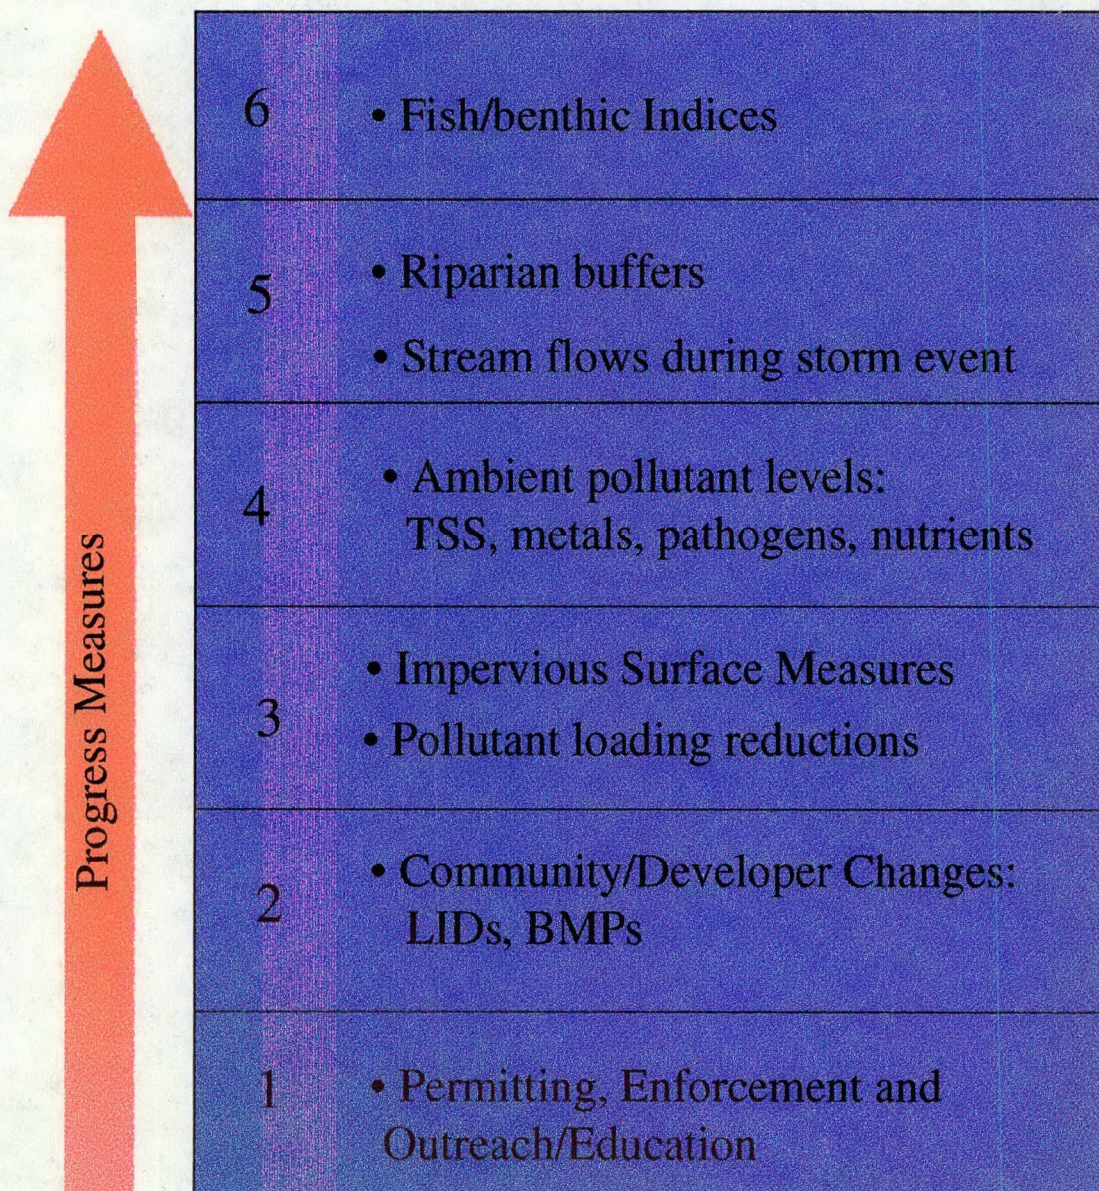 6
• Fish/benthic Indices
5
• Riparian buffers
• Stream flows during storm event
4
• Ambient pollutant levels:
TSS, metals, pathogens, nutrients
3
• Impervious Surface Measures
• Pollutant loading reductions
2
• Community/Developer Changes:
LIDs, BMPs
1
• Permitting, Enforcement and
Outreach/Education
Progress Measures